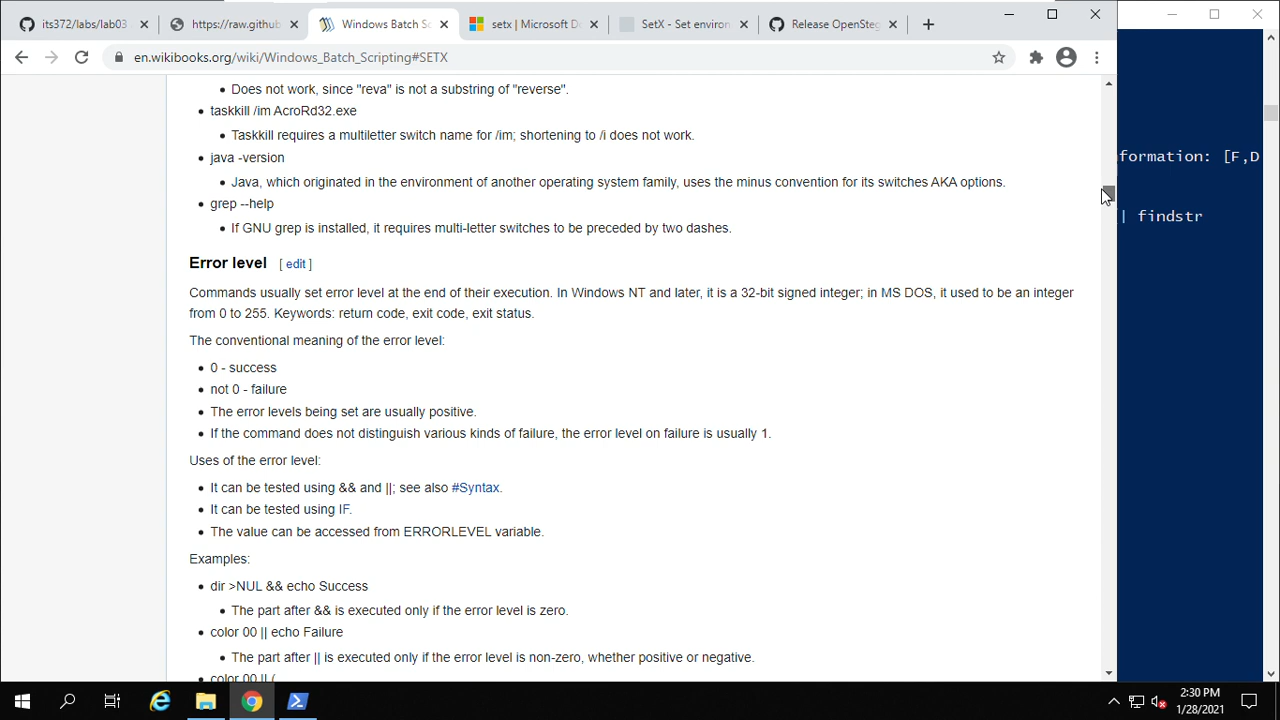 its372/labs/lab03
https://raw.github
Windows Batch Sc
setx | Microsoft Do
SetX - Set environ
Release OpenSteg
en.wikibooks.org/wiki/Windows_Batch_Scripting#SETX
Does not work, since "reva" is not a substring of "reverse".
taskkill /im AcroRd32.exe
Taskkill requires a multiletter switch name for /im; shortening to /i does not work.
java -version
Java, which originated in the environment of another operating system family, uses the minus convention for its switches AKA options.
grep --help
If GNU grep is installed, it requires multi-letter switches to be preceded by two dashes.
Error level [ edit ]
Commands usually set error level at the end of their execution. In Windows NT and later, it is a 32-bit signed integer; in MS DOS, it used to be an integer
from 0 to 255. Keywords: return code, exit code, exit status.
The conventional meaning of the error level:
0 - success
not 0 - failure
The error levels being set are usually positive.
If the command does not distinguish various kinds of failure, the error level on failure is usually 1.
Uses of the error level:
It can be tested using && and ||; see also #Syntax.
It can be tested using IF.
The value can be accessed from ERRORLEVEL variable.
Examples:
dir >NUL && echo Success
The part after && is executed only if the error level is zero.
color 00 || echo Failure
The part after || is executed only if the error level is non-zero, whether positive or negative.
color 00 || (
formation: [F,D
| findstr
2:30 PM
1/28/2021